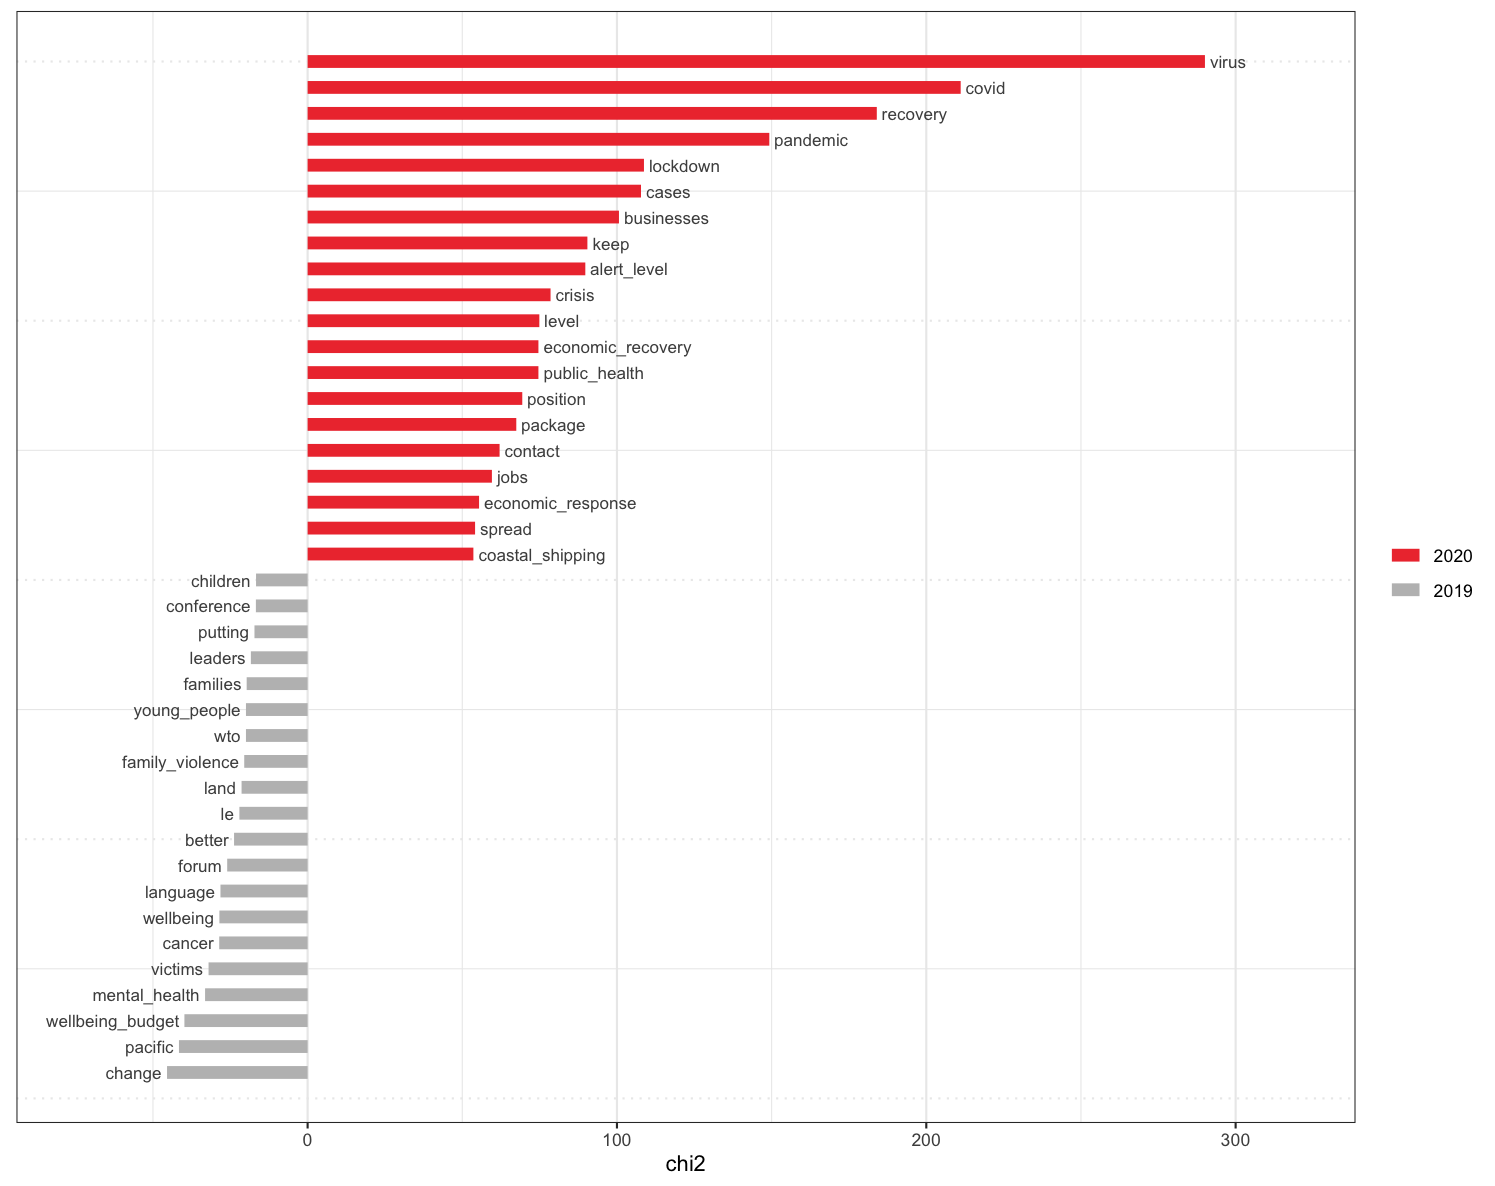 virus
covid
recovery
pandemic
lockdown
cases
businesses
keep
alert_level
crisis
level
economic_recovery
public_health
position
package
contact
jobs
economic_response
spread
coastal_shipping
children
conference
putting
leaders
families
young_people
wto
family_violence
land
le
better
forum
language
wellbeing
cancer
victims
mental_health
wellbeing_budget
pacific
change
0 100 200 300
chi2
2020
2019